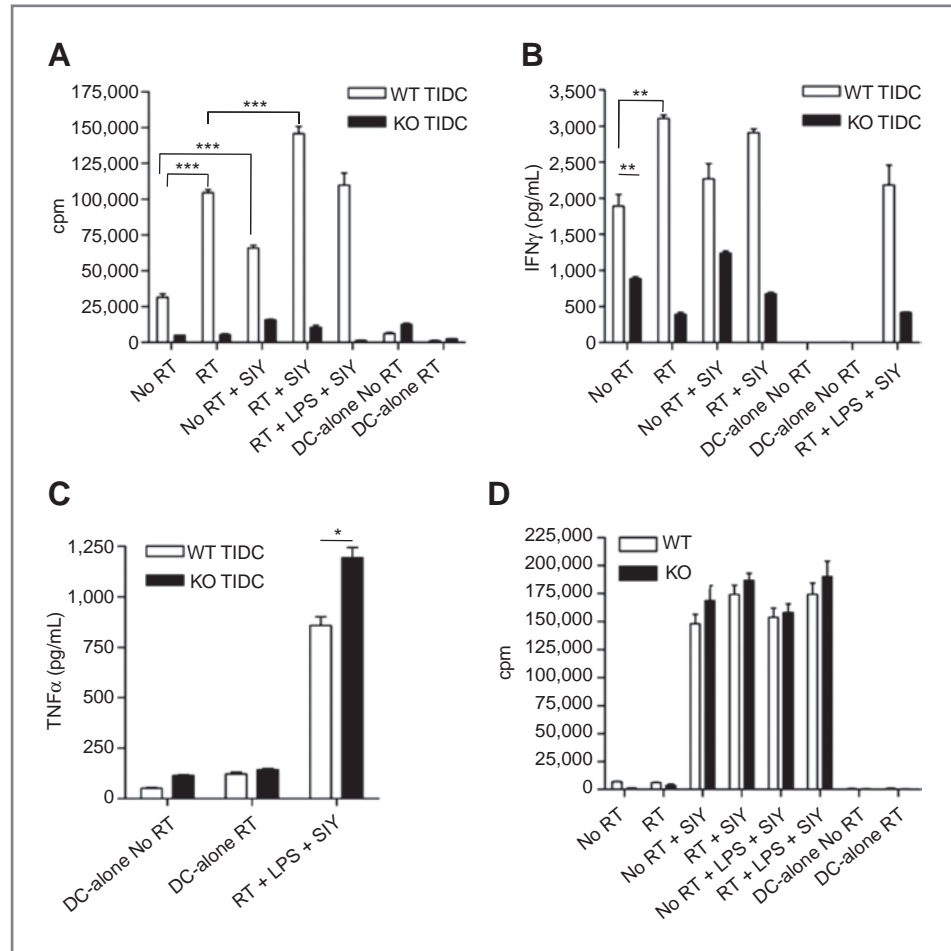 A
175,000
150,000
125,000
100,000
75,000
50,000
25,000
0
cpm
WT TIDC
KO TIDC
***
***
***
No RT
RT
No RT + SIY
RT + SIY
RT + LPS + SIY
DC-alone No RT
DC-alone RT
B
3,500
3,000
2,500
2,000
1,500
1,000
500
0
IFNγ (pg/mL)
WT TIDC
KO TIDC
**
**
No RT
RT
No RT + SIY
RT + SIY
DC-alone No RT
DC-alone No RT
RT + LPS + SIY
C
1,250
1,000
750
500
250
0
TNFα (pg/mL)
WT TIDC
KO TIDC
*
DC-alone No RT
DC-alone RT
RT + LPS + SIY
D
225,000
200,000
175,000
150,000
125,000
100,000
75,000
50,000
25,000
0
cpm
WT
KO
No RT
RT
No RT + SIY
RT + SIY
No RT + LPS + SIY
RT + LPS + SIY
DC-alone No RT
DC-alone RT